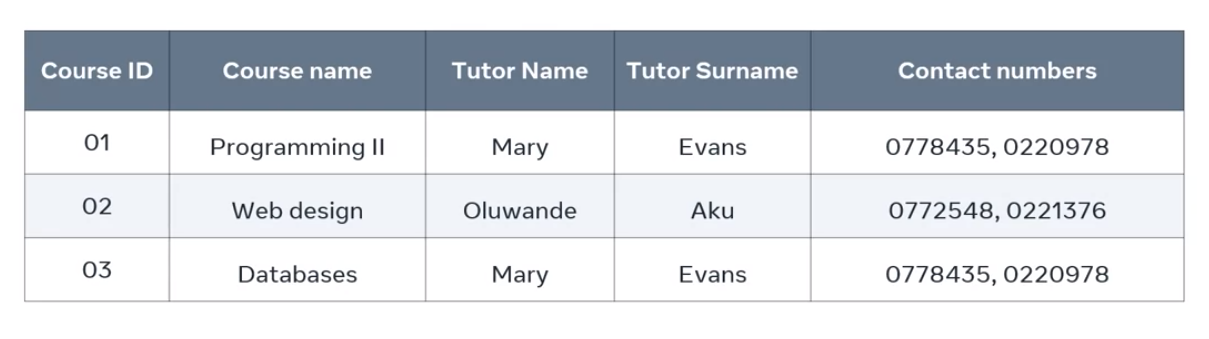 Course ID Course name Tutor Name Tutor Surname Contact numbers
01 Programming II Mary Evans 0778435, 0220978
02 Web design Oluwande Aku 0772548, 0221376
03 Databases Mary Evans 0778435, 0220978